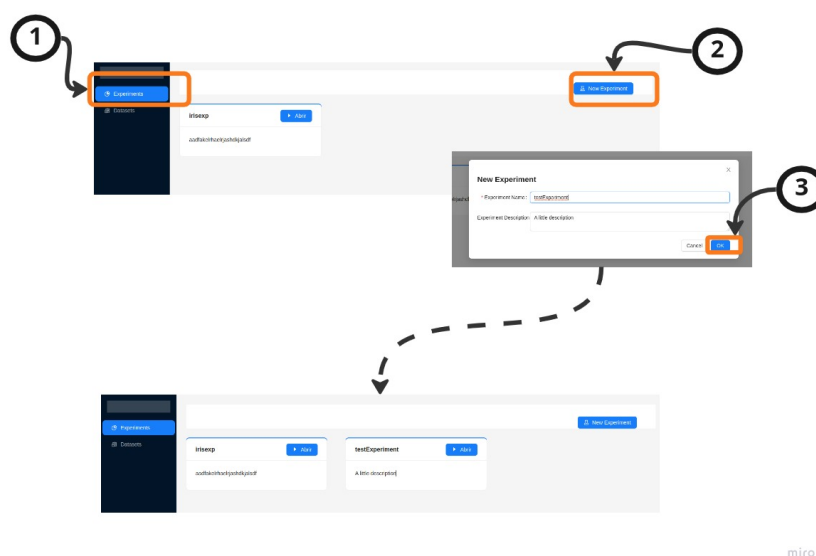 1
2
Experiments
New Experiment
Datasets
irisexp
Abrir
New Experiment
* Experiment Name :
testExperiment
3
Experiment Description
A little description
Cancel
OK
Experiments
New Experiment
Datasets
irisexp
Abrir
testExperiment
Abrir
A little description
miro